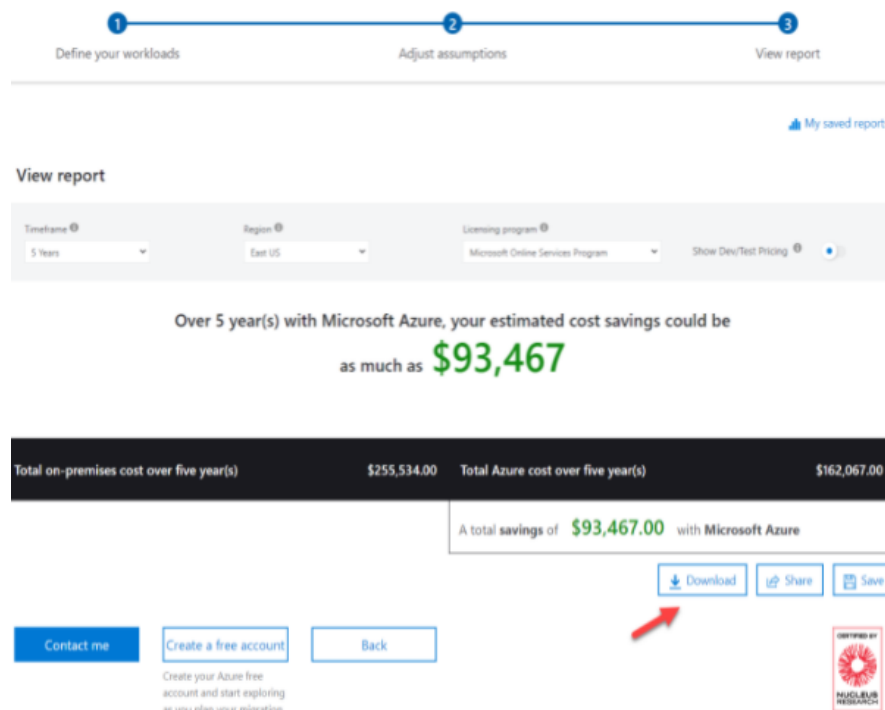 1 2 3
Define your workloads Adjust assumptions View report
My saved report
View report
Timeframe Region Licensing program
5 Years East US Microsoft Online Services Program Show Dev/Test Pricing
Over 5 year(s) with Microsoft Azure, your estimated cost savings could be
as much as $93,467
Total on-premises cost over five year(s) $255,534.00 Total Azure cost over five year(s) $162,067.00
A total savings of $93,467.00 with Microsoft Azure
Download Share Save
Contact me Create a free account Back
CERTIFIED BY
NUCLEUS
RESEARCH
Create your Azure free
account and start exploring
as you plan your migration